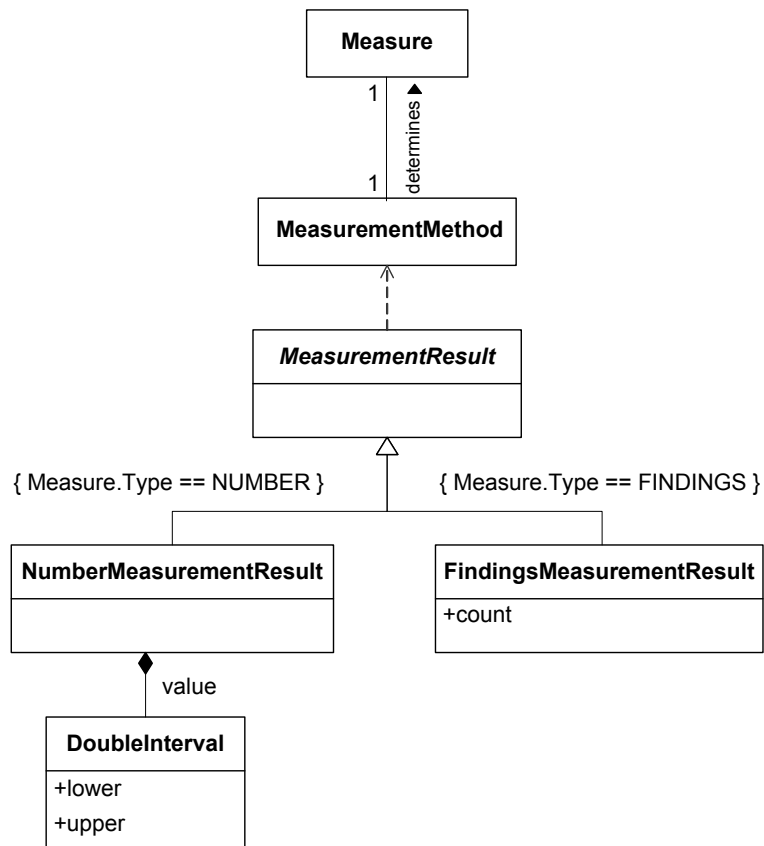 Measure
1
determines
1
MeasurementMethod
MeasurementResult
{ Measure.Type == NUMBER }
{ Measure.Type == FINDINGS }
NumberMeasurementResult
FindingsMeasurementResult
+count
value
DoubleInterval
+lower
+upper